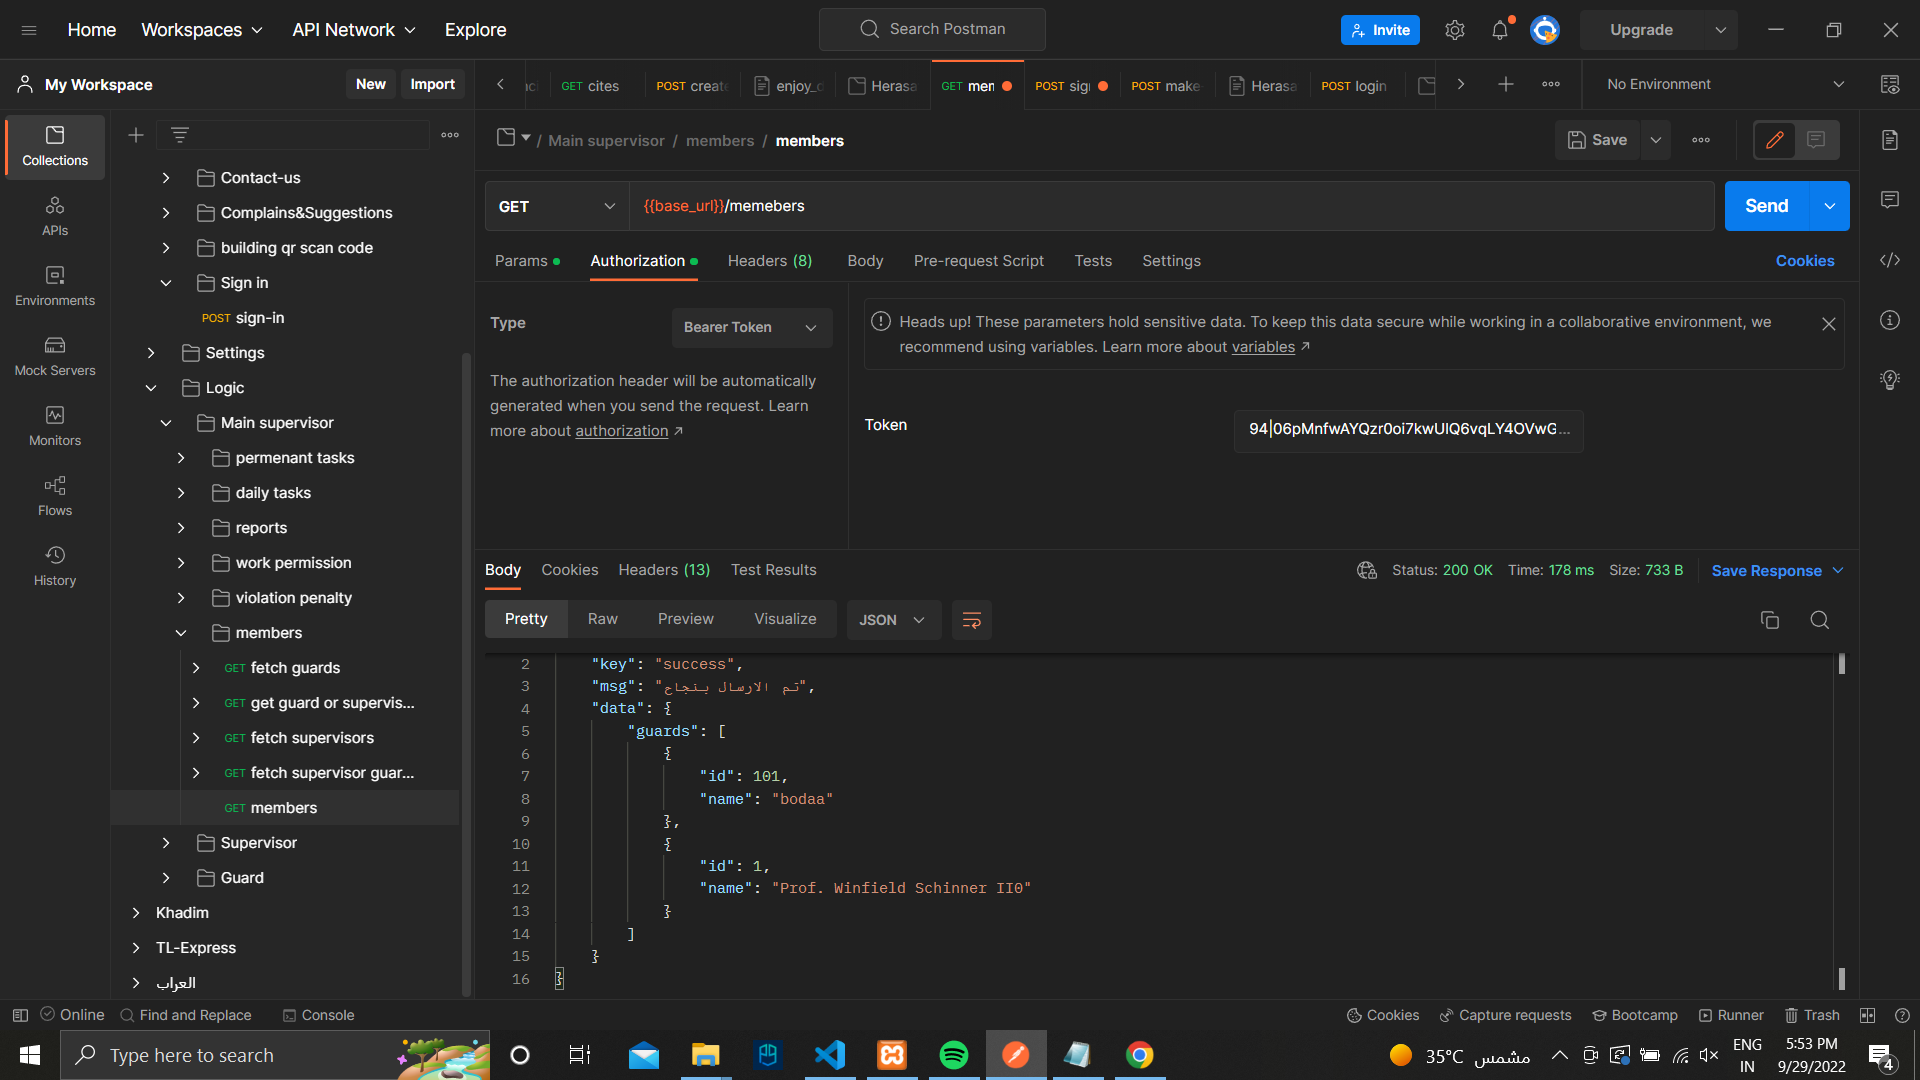 Home
Workspaces
API Network
Explore
Search Postman
Invite
Upgrade
My Workspace
New
Import
GET cites
POST create
enjoy_
Herasa
GET mem
POST sig
POST make
Herasa
POST login
No Environment
Collections
APIs
Environments
Mock Servers
Monitors
Flows
History
Contact-us
Complains&Suggestions
building qr scan code
Sign in
POST sign-in
Settings
Logic
Main supervisor
permenant tasks
daily tasks
reports
work permission
violation penalty
members
GET fetch guards
GET get guard or supervis...
GET fetch supervisors
GET fetch supervisor guar...
GET members
Supervisor
Guard
Khadim
TL-Express
العراب
/ Main supervisor / members / members
Save
GET
{{base_url}}/memebers
Send
Params
Authorization
Headers (8)
Body
Pre-request Script
Tests
Settings
Cookies
Type
Bearer Token
The authorization header will be automatically
generated when you send the request. Learn
more about authorization ↗
Heads up! These parameters hold sensitive data. To keep this data secure while working in a collaborative environment, we
recommend using variables. Learn more about variables ↗
Token
94|06pMnfwAYQzr0oi7kwUlQ6vqLY4OVwG...
Body
Cookies
Headers (13)
Test Results
Status: 200 OK
Time: 178 ms
Size: 733 B
Save Response
Pretty
Raw
Preview
Visualize
JSON
2 "key": "success",
3 "msg": "تم الارسال بنجاح",
4 "data": {
5 "guards": [
6 {
7 "id": 101,
8 "name": "bodaa"
9 },
10 {
11 "id": 1,
12 "name": "Prof. Winfield Schinner II0"
13 }
14 ]
15 }
16 }
Online
Find and Replace
Console
Cookies
Capture requests
Bootcamp
Runner
Trash
Type here to search
35°C مشمس
ENG
IN
5:53 PM
9/29/2022
4